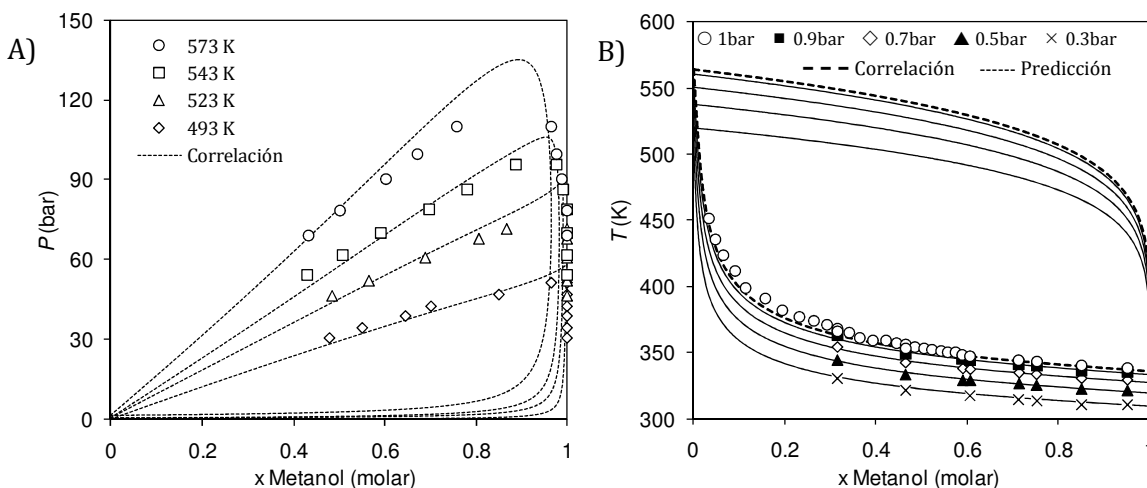 A)
150
120
90
60
30
0
P (bar)
573 K
543 K
523 K
493 K
Correlación
0 0.2 0.4 0.6 0.8 1
x Metanol (molar)
B)
600
550
500
450
400
350
300
T (K)
1bar 0.9bar 0.7bar 0.5bar 0.3bar
Correlación Predicción
0 0.2 0.4 0.6 0.8 1
x Metanol (molar)